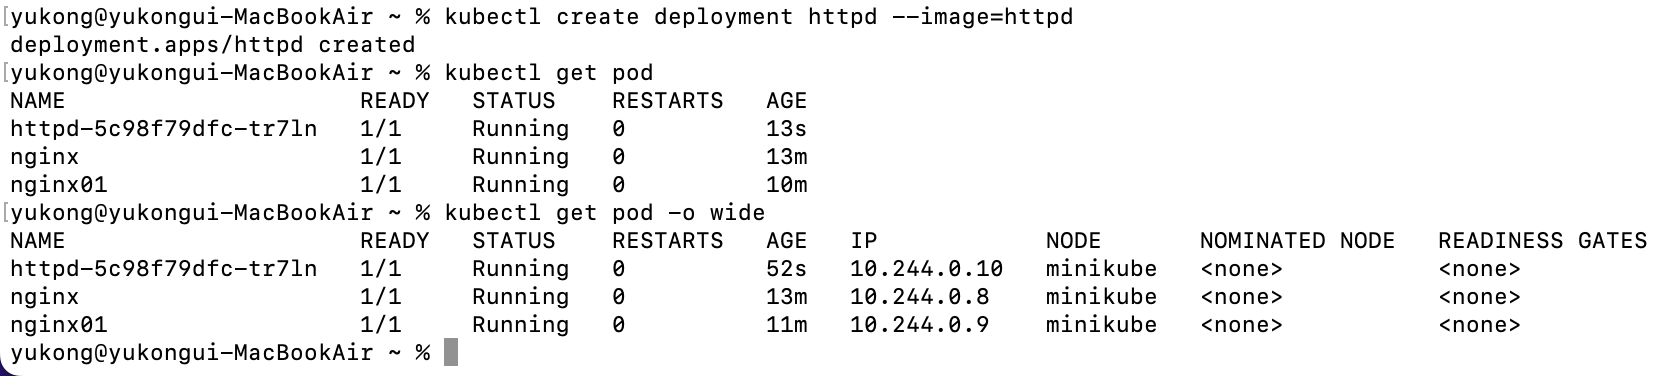 [yukong@yukongui-MacBookAir ~ % kubectl create deployment httpd --image=httpd
deployment.apps/httpd created
[yukong@yukongui-MacBookAir ~ % kubectl get pod
NAME                     READY   STATUS    RESTARTS   AGE
httpd-5c98f79dfc-tr7ln   1/1     Running   0          13s
nginx                    1/1     Running   0          13m
nginx01                  1/1     Running   0          10m
[yukong@yukongui-MacBookAir ~ % kubectl get pod -o wide
NAME                     READY   STATUS    RESTARTS   AGE   IP            NODE       NOMINATED NODE   READINESS GATES
httpd-5c98f79dfc-tr7ln   1/1     Running   0          52s   10.244.0.10   minikube   <none>           <none>
nginx                    1/1     Running   0          13m   10.244.0.8    minikube   <none>           <none>
nginx01                  1/1     Running   0          11m   10.244.0.9    minikube   <none>           <none>
yukong@yukongui-MacBookAir ~ %